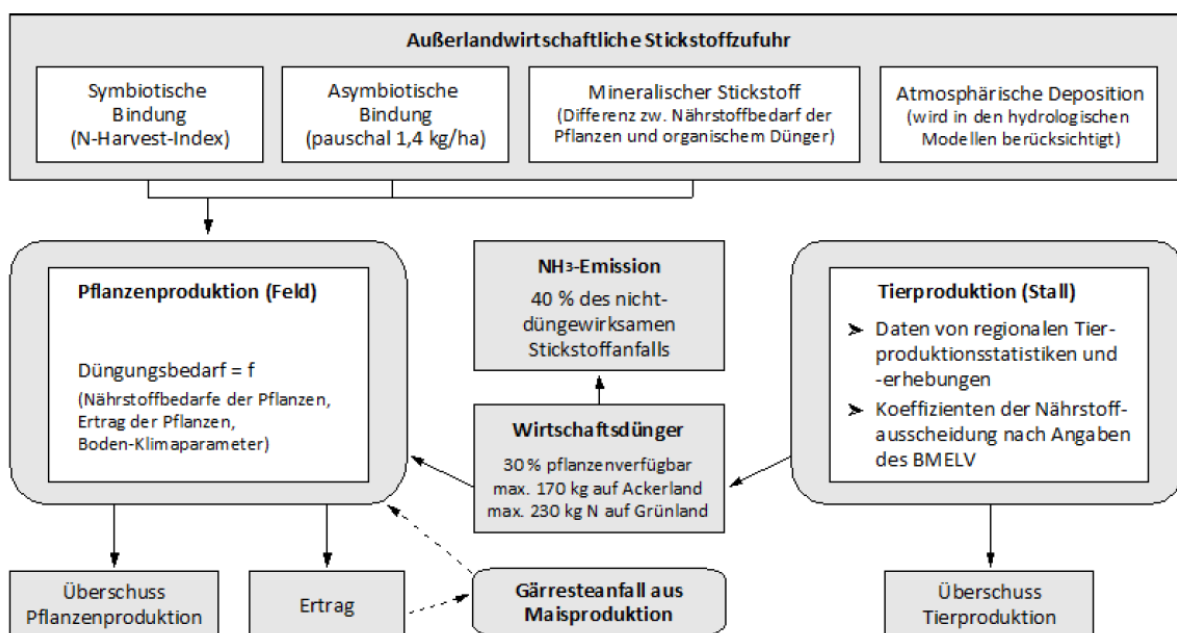 Außerlandwirtschaftliche Stickstoffzufuhr
Symbiotische
Bindung
(N-Harvest-Index)
Asymbiotische
Bindung
(pauschal 1,4 kg/ha)
Mineralischer Stickstoff
(Differenz zw. Nährstoffbedarf der
Pflanzen und organischem Dünger)
Atmosphärische Deposition
(wird in den hydrologischen
Modellen berücksichtigt)
Pflanzenproduktion (Feld)
Düngungsbedarf = f
(Nährstoffbedarfe der Pflanzen,
Ertrag der Pflanzen,
Boden-Klimaparameter)
NH3-Emission
40 % des nicht-
düngewirksamen
Stickstoffanfalls
Wirtschaftsdünger
30 % pflanzenverfügbar
max. 170 kg auf Ackerland
max. 230 kg N auf Grünland
Tierproduktion (Stall)
➤ Daten von regionalen Tier-
produktionsstatistiken und
-erhebungen
➤ Koeffizienten der Nährstoff-
ausscheidung nach Angaben
des BMELV
Überschuss
Pflanzenproduktion
Ertrag
Gärresteanfall aus
Maisproduktion
Überschuss
Tierproduktion